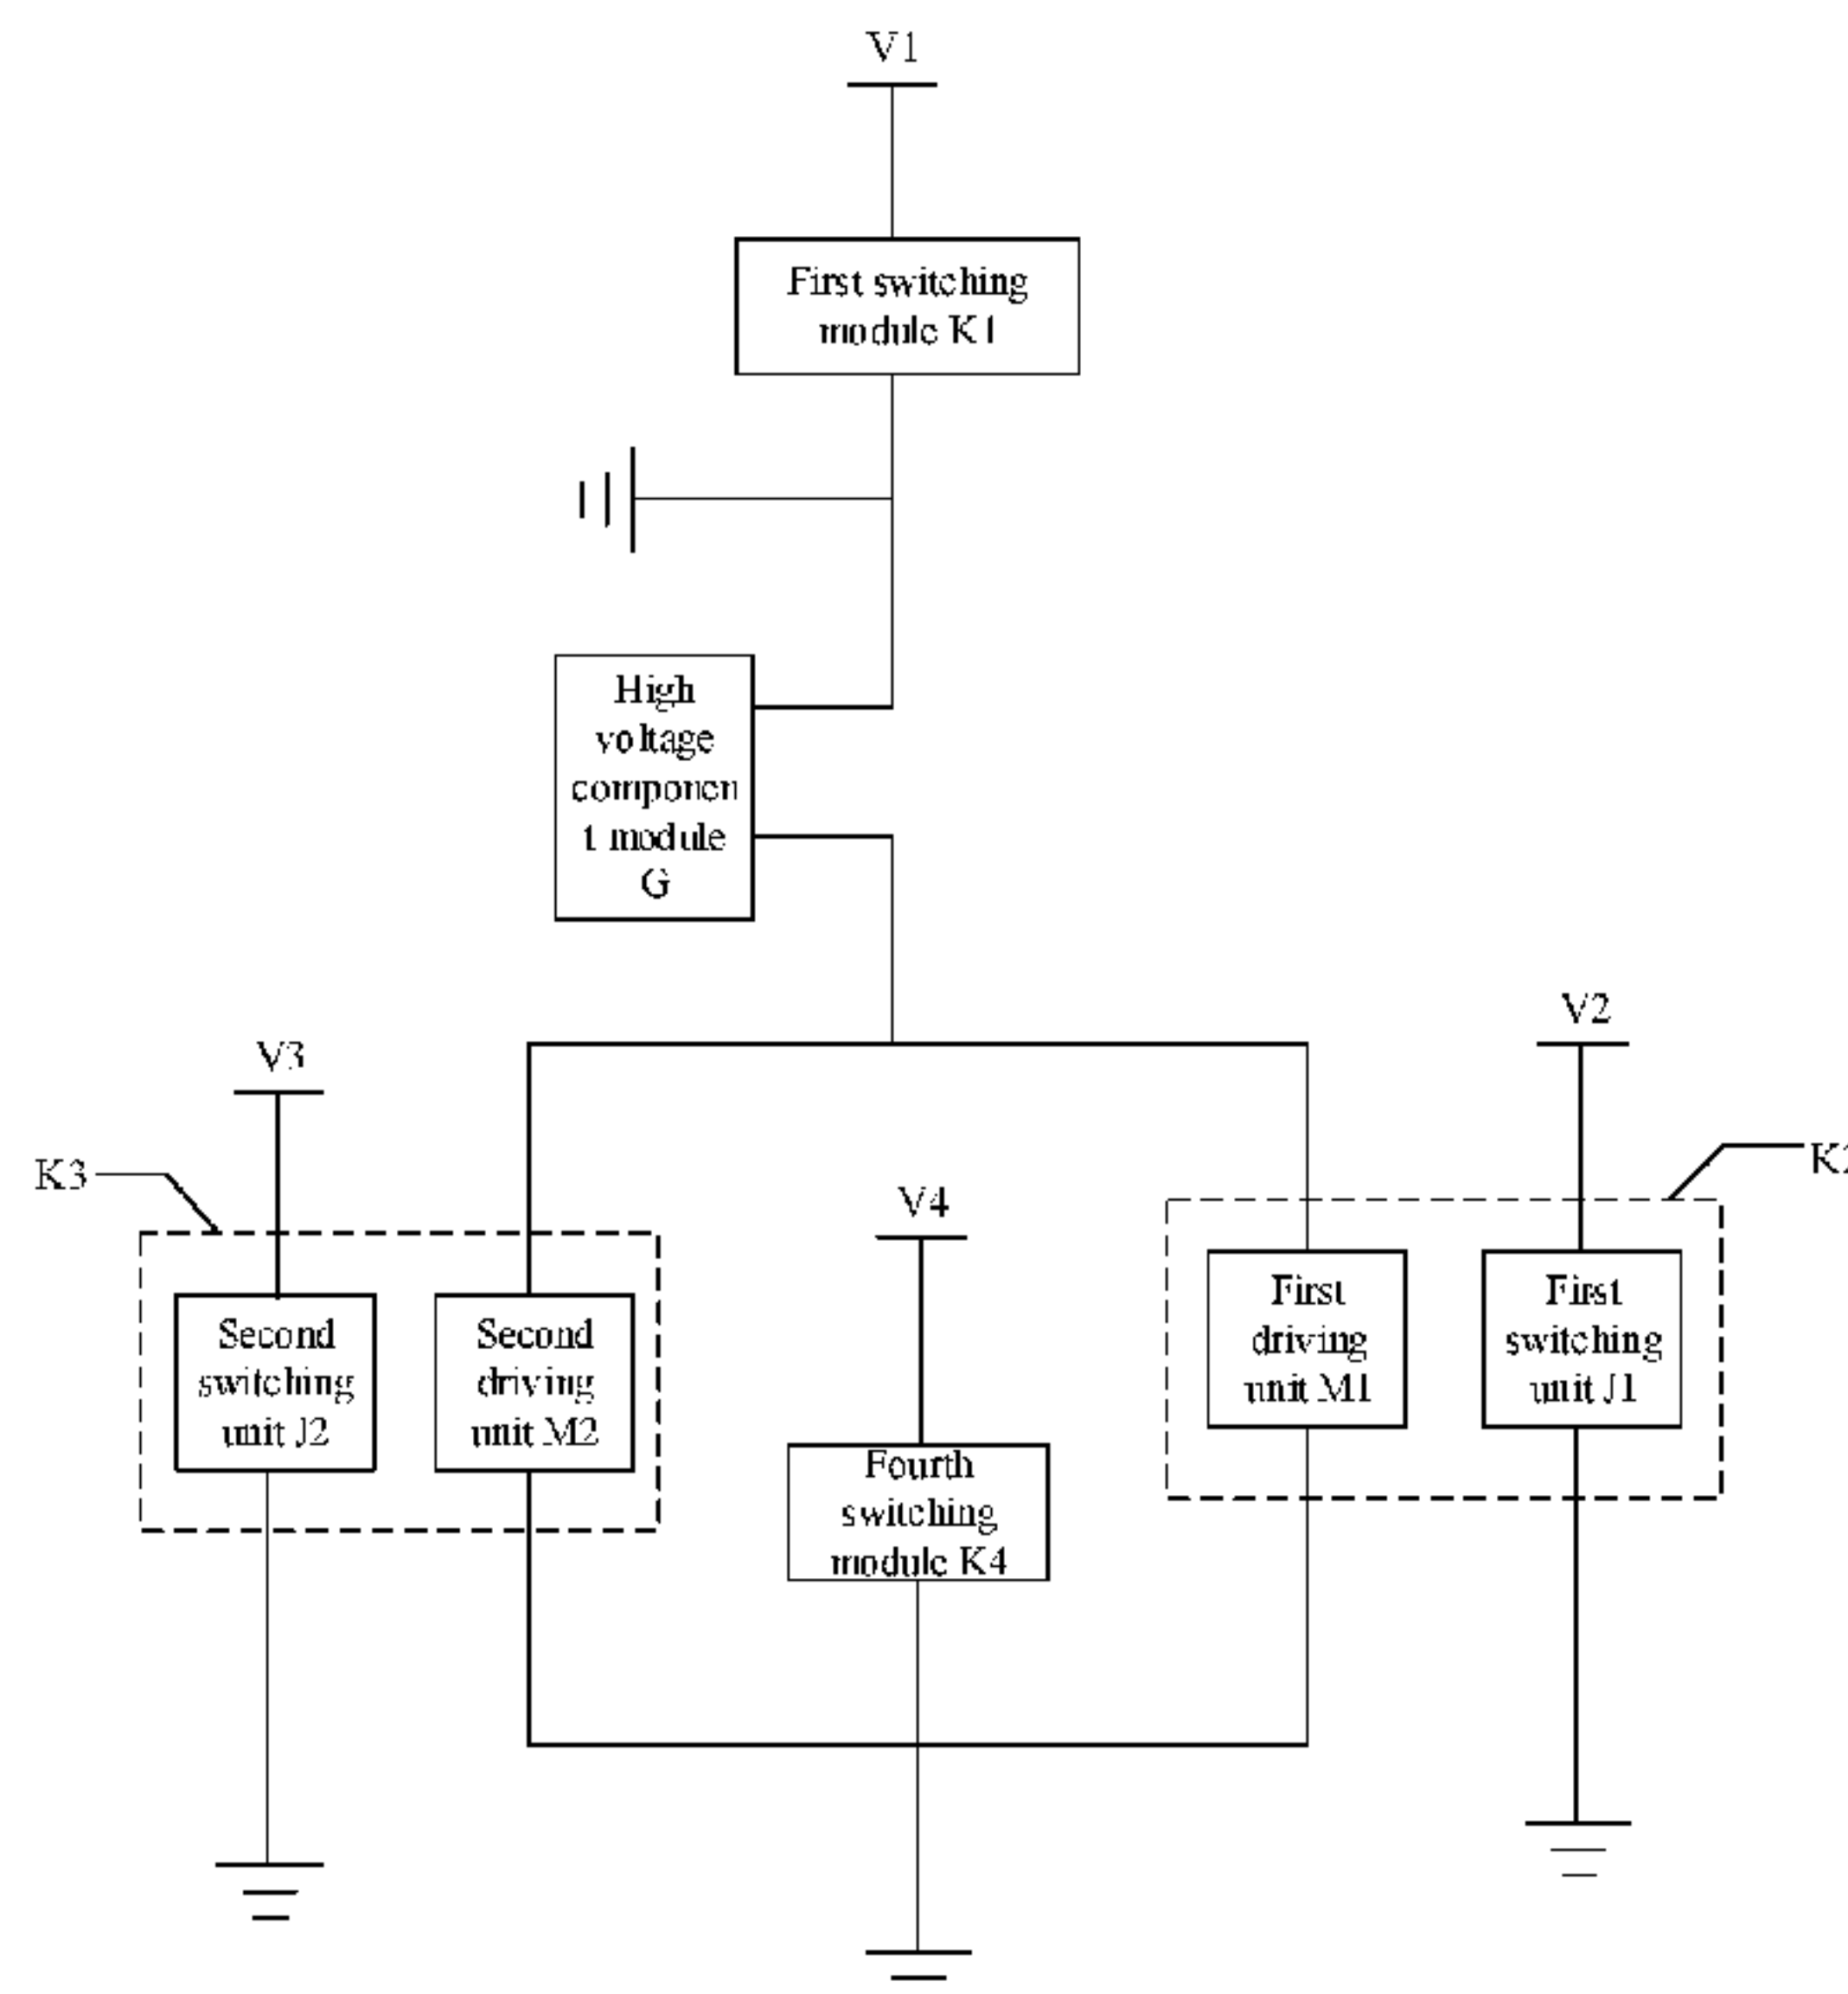 V1
First switching
module K1
High
voltage
componen
t module
G
V2
V3
K3
V4
K2
First
driving
unit M1
First
switching
unit J1
Second
switching
unit J2
Second
driving
unit M2
Fourth
switching
module K4